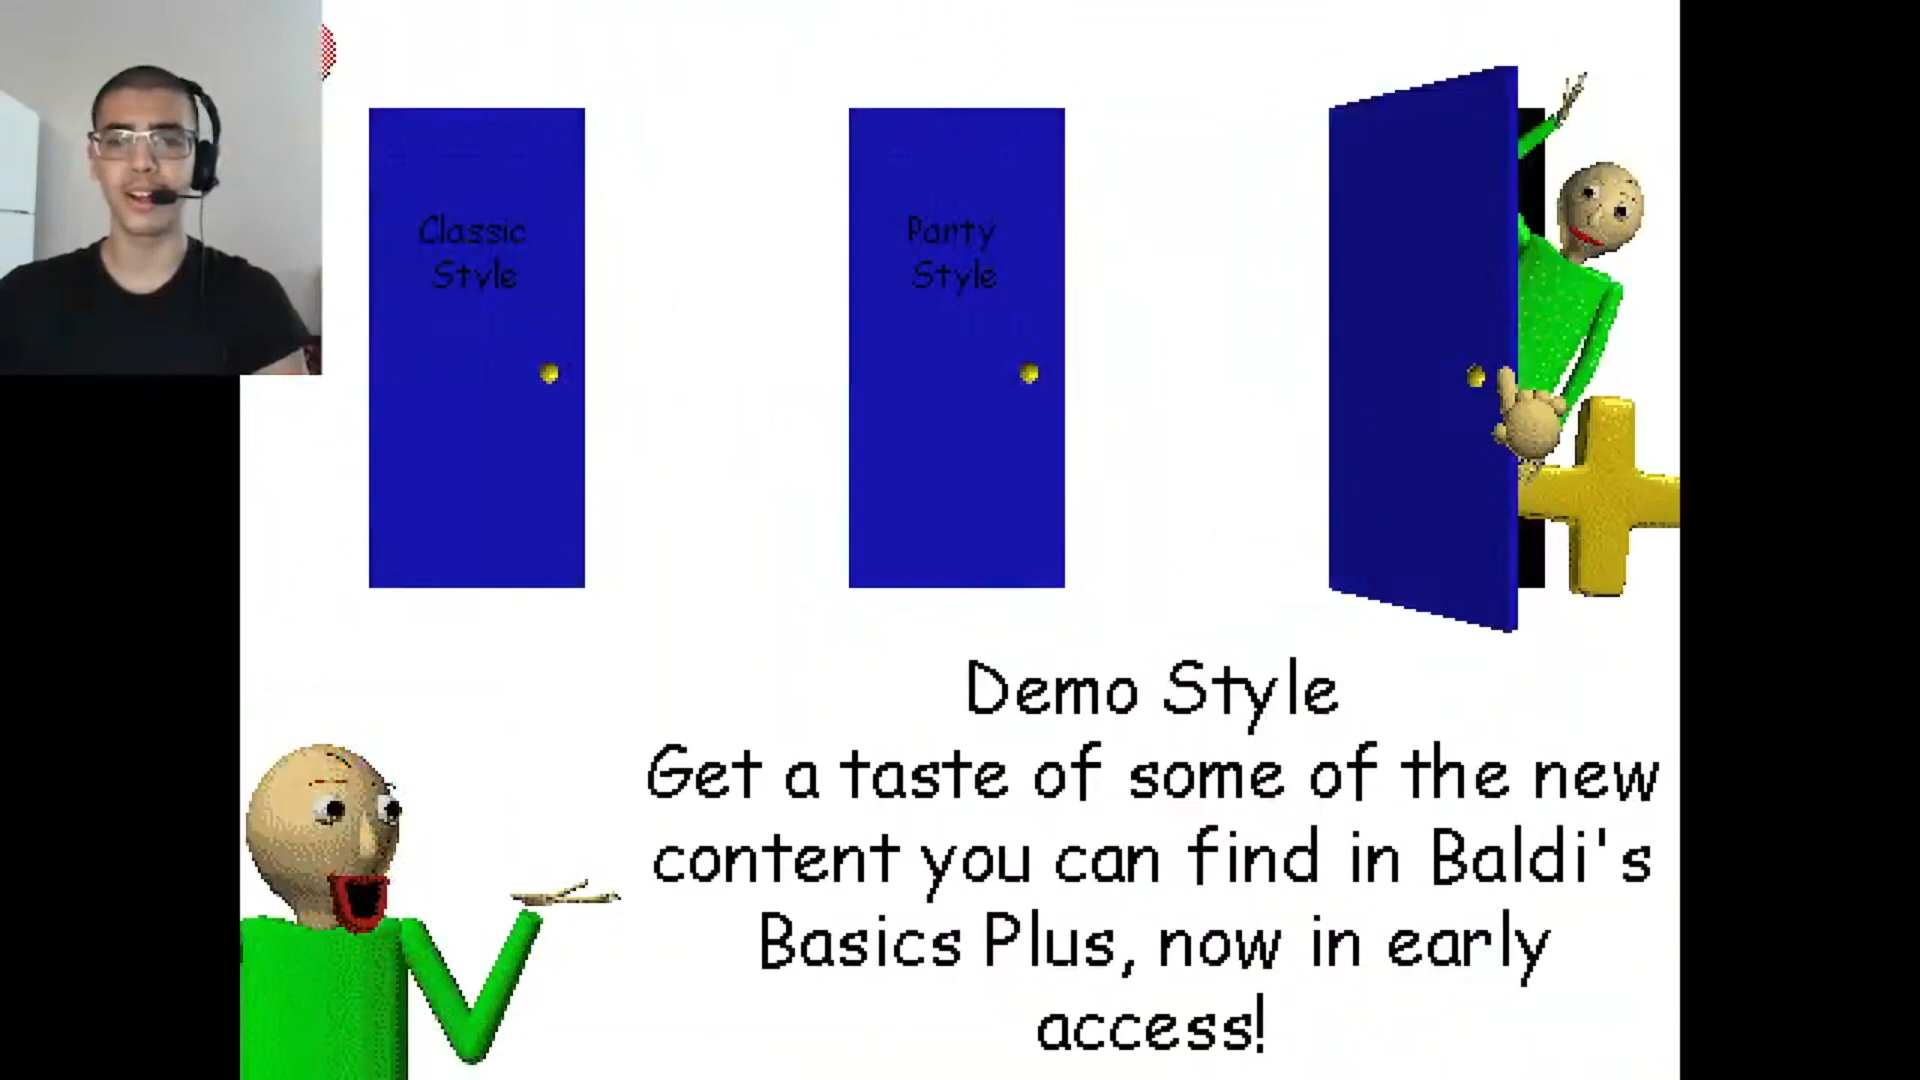 Classic
Style
Party
Style
Demo Style
Get a taste of some of the new
content you can find in Baldi's
Basics Plus, now in early
access!